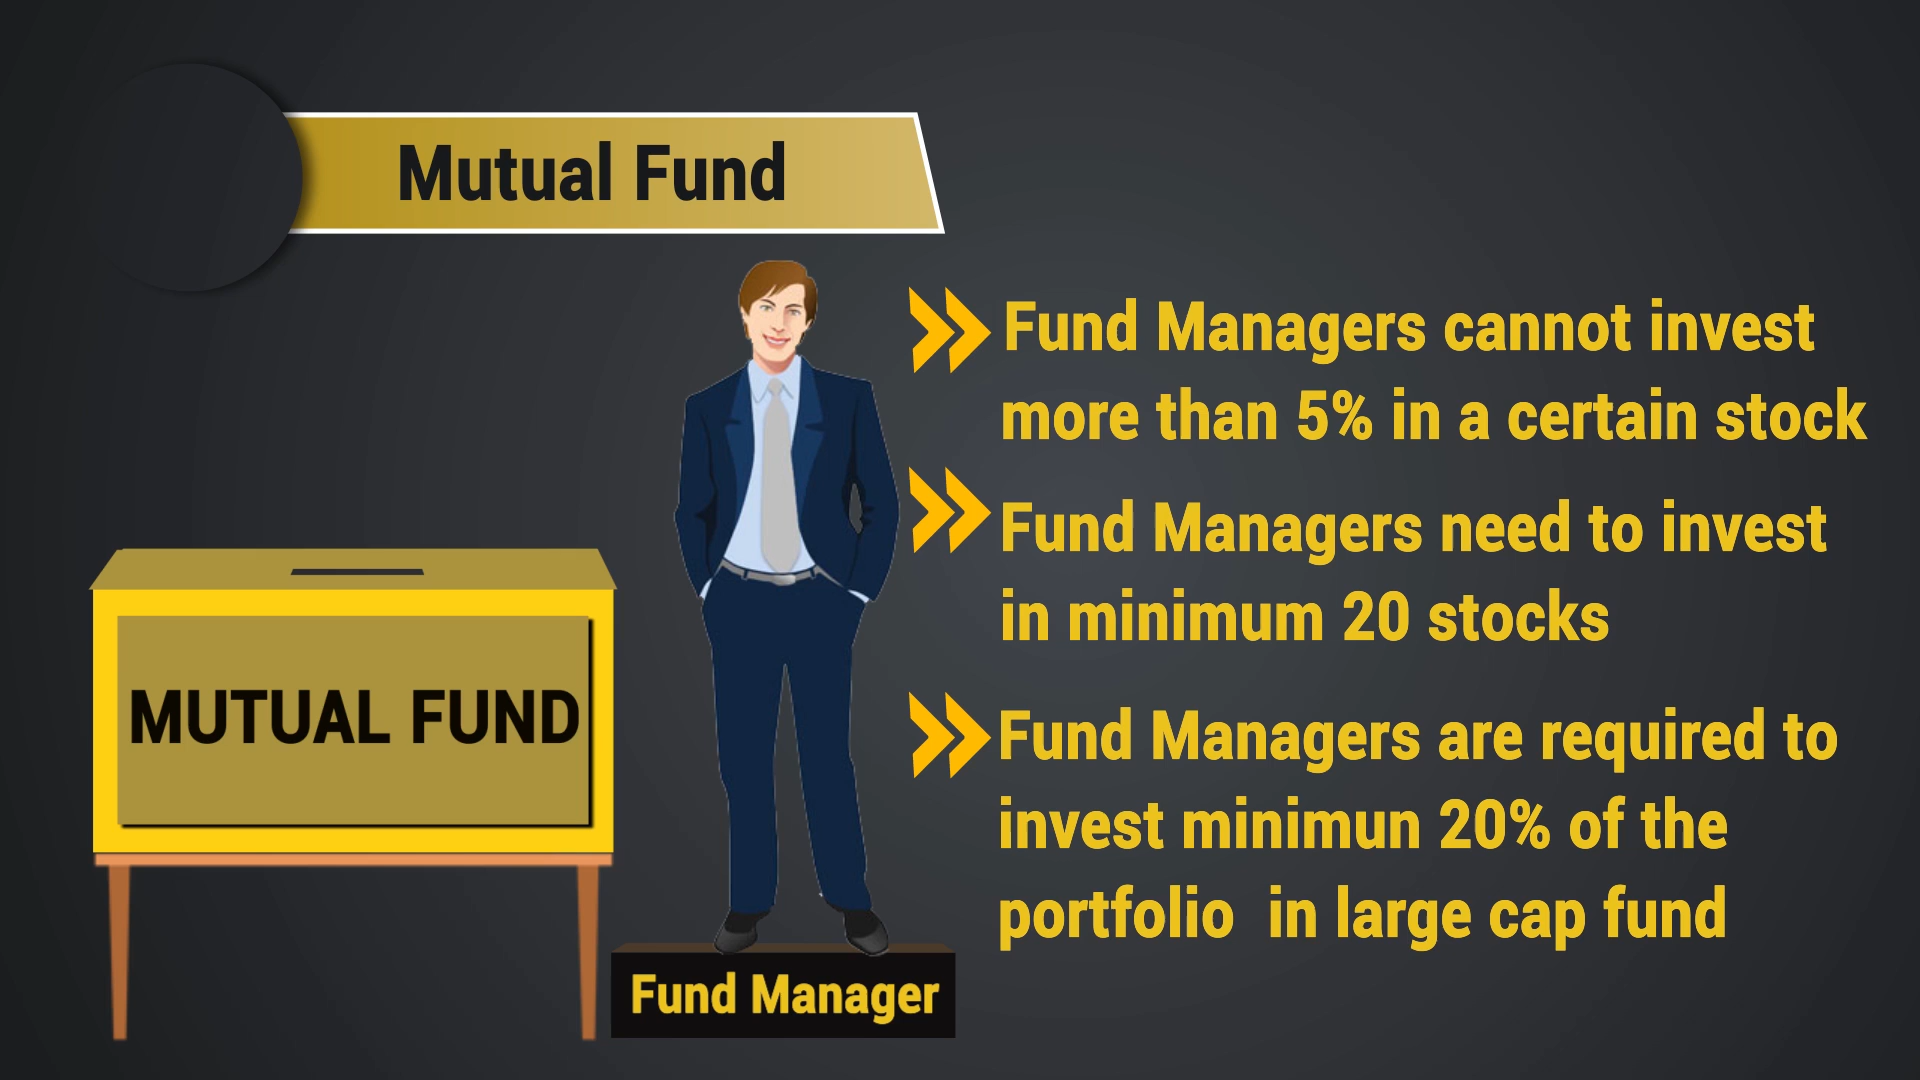 Mutual Fund
Fund Managers cannot invest
more than 5% in a certain stock
Fund Managers need to invest
in minimum 20 stocks
Fund Managers are required to
invest minimun 20% of the
portfolio  in large cap fund
MUTUAL FUND
Fund Manager